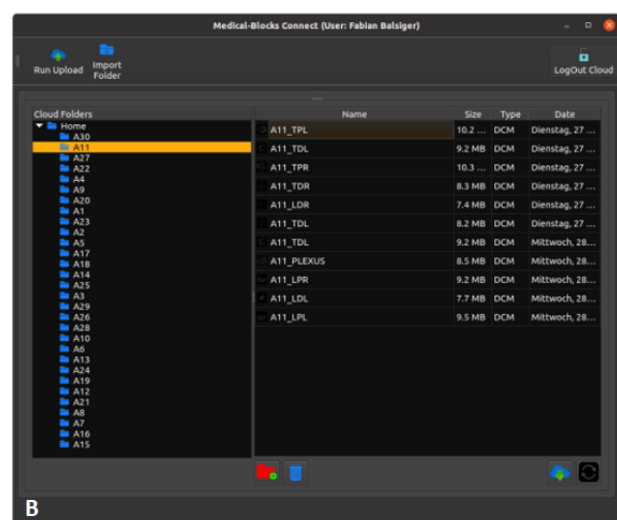 Medical-Blocks Connect (User: Fabian Balsiger)
Run Upload
Import
Folder
LogOut Cloud
Cloud Folders
Home
A30
A11
A27
A22
A4
A9
A20
A1
A23
A2
A5
A17
A18
A14
A25
A3
A29
A26
A28
A10
A6
A13
A24
A19
A12
A21
A8
A7
A16
A15
Name Size Type Date
A11_TPL 10.2 ... DCM Dienstag, 27 ...
A11_TDL 9.2 MB DCM Dienstag, 27 ...
A11_TPR 10.3 ... DCM Dienstag, 27 ...
A11_TDR 8.3 MB DCM Dienstag, 27 ...
A11_LDR 7.4 MB DCM Dienstag, 27 ...
A11_TDL 8.2 MB DCM Dienstag, 27 ...
A11_TDL 9.2 MB DCM Mittwoch, 28...
A11_PLEXUS 8.5 MB DCM Mittwoch, 28...
A11_LPR 9.2 MB DCM Mittwoch, 28...
A11_LDL 7.7 MB DCM Mittwoch, 28...
A11_LPL 9.5 MB DCM Mittwoch, 28...
B